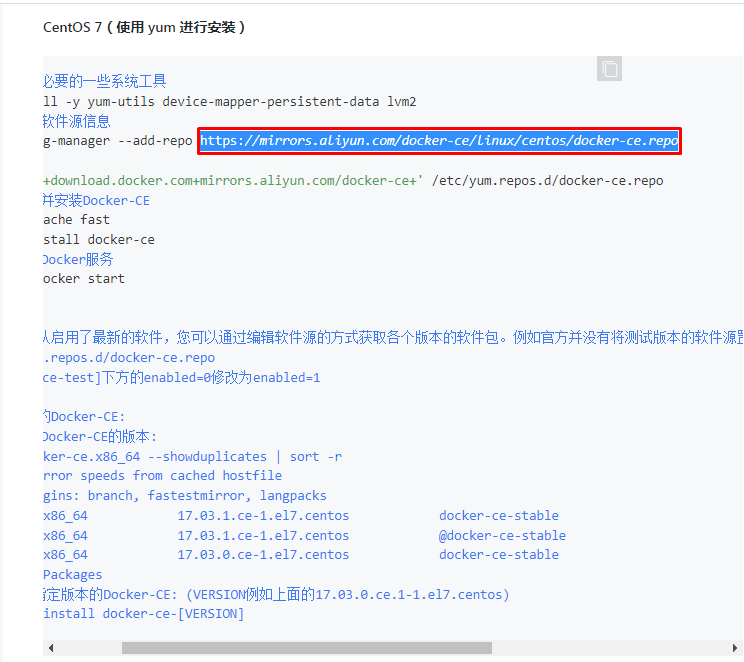 CentOS 7（使用 yum 进行安装）
必要的一些系统工具
ll -y yum-utils device-mapper-persistent-data lvm2
软件源信息
g-manager --add-repo https://mirrors.aliyun.com/docker-ce/linux/centos/docker-ce.repo
+download.docker.com+mirrors.aliyun.com/docker-ce+' /etc/yum.repos.d/docker-ce.repo
并安装Docker-CE
ache fast
stall docker-ce
Docker服务
ocker start
认启用了最新的软件，您可以通过编辑软件源的方式获取各个版本的软件包。例如官方并没有将测试版本的软件源置
.repos.d/docker-ce.repo
ce-test]下方的enabled=0修改为enabled=1
的Docker-CE:
Docker-CE的版本:
ker-ce.x86_64 --showduplicates | sort -r
rror speeds from cached hostfile
gins: branch, fastestmirror, langpacks
x86_64 17.03.1.ce-1.el7.centos docker-ce-stable
x86_64 17.03.1.ce-1.el7.centos @docker-ce-stable
x86_64 17.03.0.ce-1.el7.centos docker-ce-stable
Packages
指定版本的Docker-CE: (VERSION例如上面的17.03.0.ce.1-1.el7.centos)
install docker-ce-[VERSION]